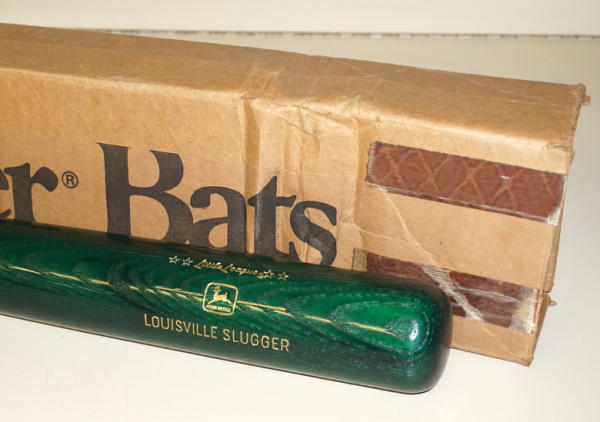 er® Bats
Little League
JOHN DEERE
LOUISVILLE SLUGGER